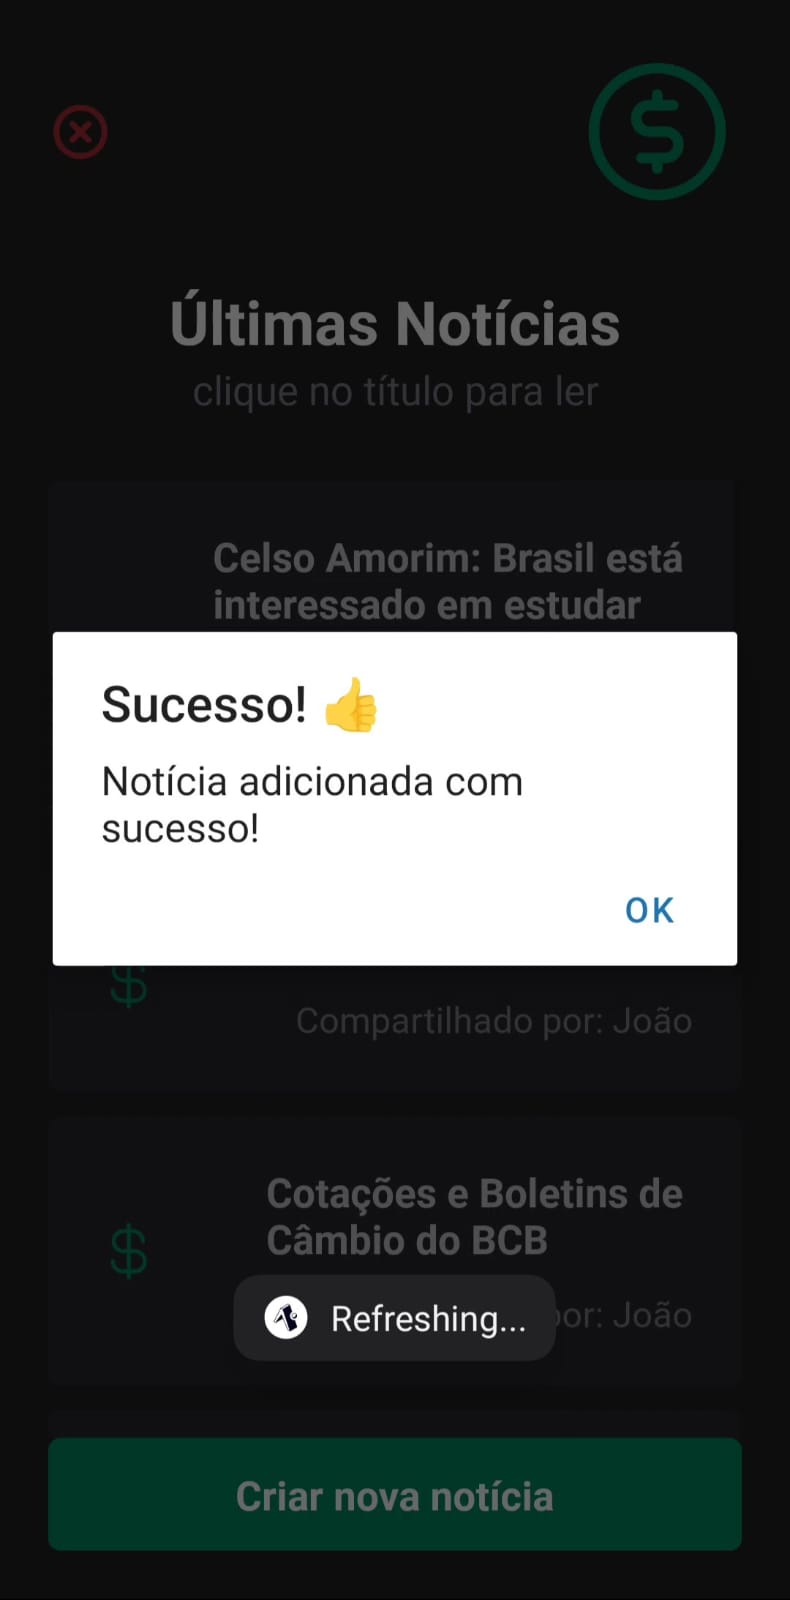 Últimas Notícias
clique no título para ler
Celso Amorim: Brasil está
interessado em estudar
Sucesso! 👍
Notícia adicionada com
sucesso!
OK
Compartilhado por: João
Cotações e Boletins de
Câmbio do BCB
Refreshing...
por: João
Criar nova notícia